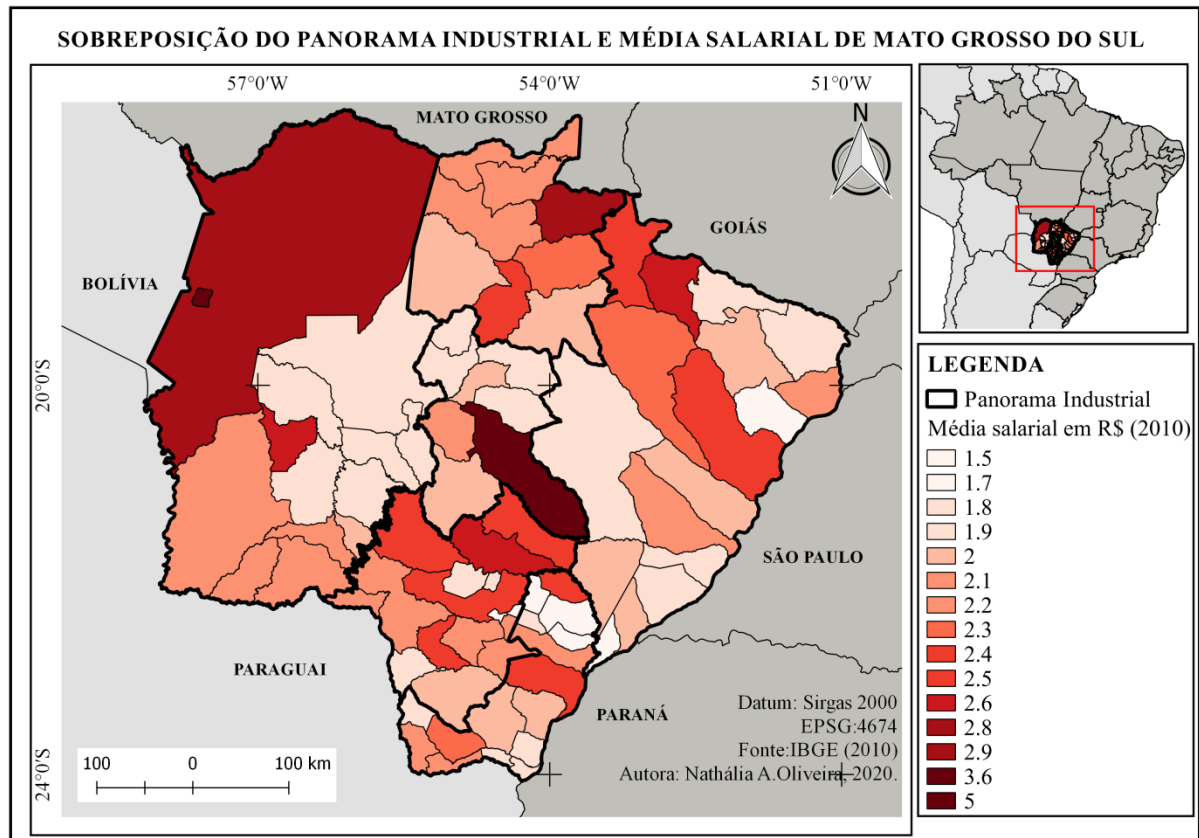 SOBREPOSIÇÃO DO PANORAMA INDUSTRIAL E MÉDIA SALARIAL DE MATO GROSSO DO SUL
57°0'W
54°0'W
51°0'W
MATO GROSSO
N
GOIÁS
BOLÍVIA
20°0'S
SÃO PAULO
PARAGUAI
PARANÁ
24°0'S
Datum: Sirgas 2000
EPSG:4674
Fonte:IBGE (2010)
Autora: Nathália A.Oliveira, 2020.
100 0 100 km
LEGENDA
Panorama Industrial
Média salarial em R$ (2010)
1.5
1.7
1.8
1.9
2
2.1
2.2
2.3
2.4
2.5
2.6
2.8
2.9
3.6
5